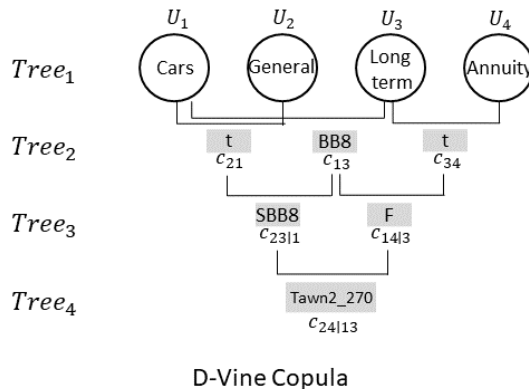 U₁ U₂ U₃ U₄
Tree₁ Cars General Long term Annuity
Tree₂ t BB8 t
c₂₁ c₁₃ c₃₄
Tree₃ SBB8 F
c₂₃|₁ c₁₄|₃
Tree₄ Tawn2_270
c₂₄|₁₃
D-Vine Copula